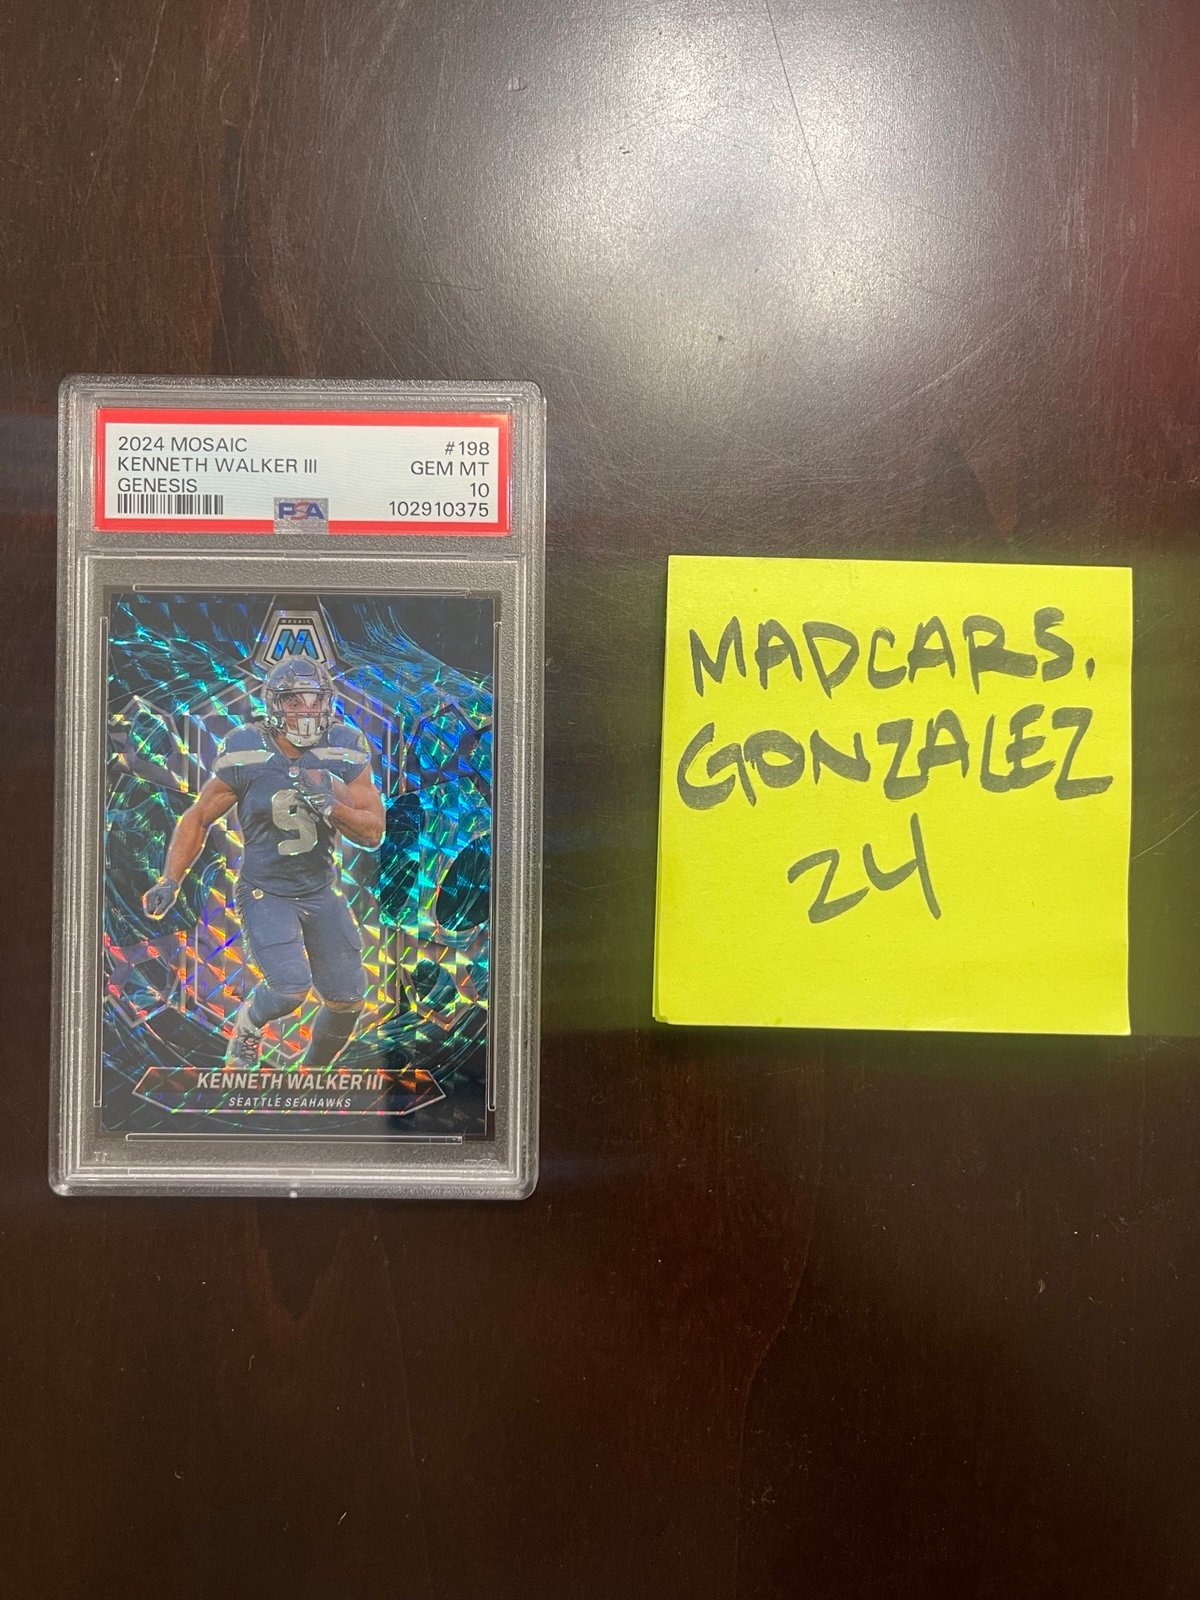 2024 MOSAIC #198
KENNETH WALKER III GEM MT
GENESIS 10
PSA 102910375
MOSAIC
M
9
KENNETH WALKER III
SEATTLE SEAHAWKS
MADCARS.
GONZALEZ
24